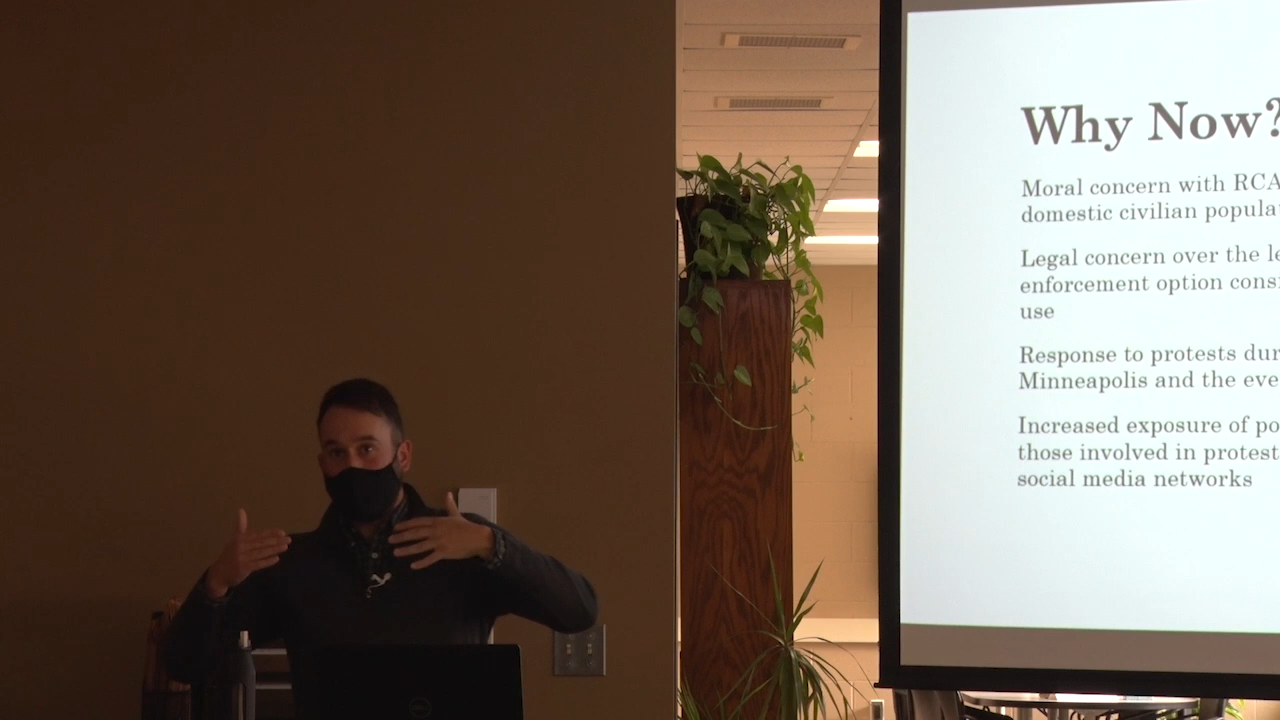 Why Now?
Moral concern with RCA
domestic civilian popula
Legal concern over the le
enforcement option cons
use
Response to protests dur
Minneapolis and the eve
Increased exposure of po
those involved in protest
social media networks
DELL